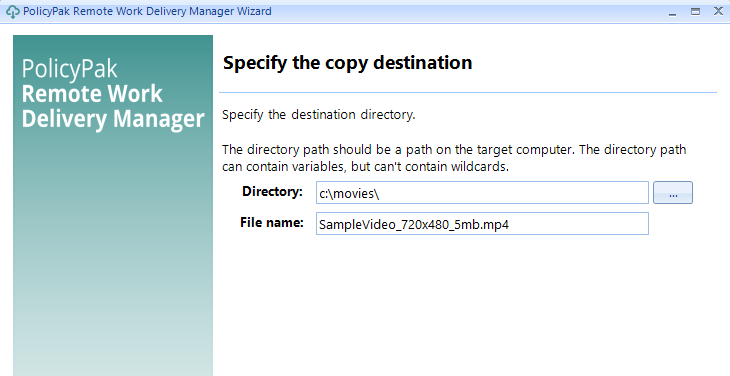 PolicyPak Remote Work Delivery Manager Wizard
PolicyPak
Remote Work
Delivery Manager
Specify the copy destination
Specify the destination directory.
The directory path should be a path on the target computer. The directory path
can contain variables, but can't contain wildcards.
Directory: c:\movies\ ...
File name: SampleVideo_720x480_5mb.mp4